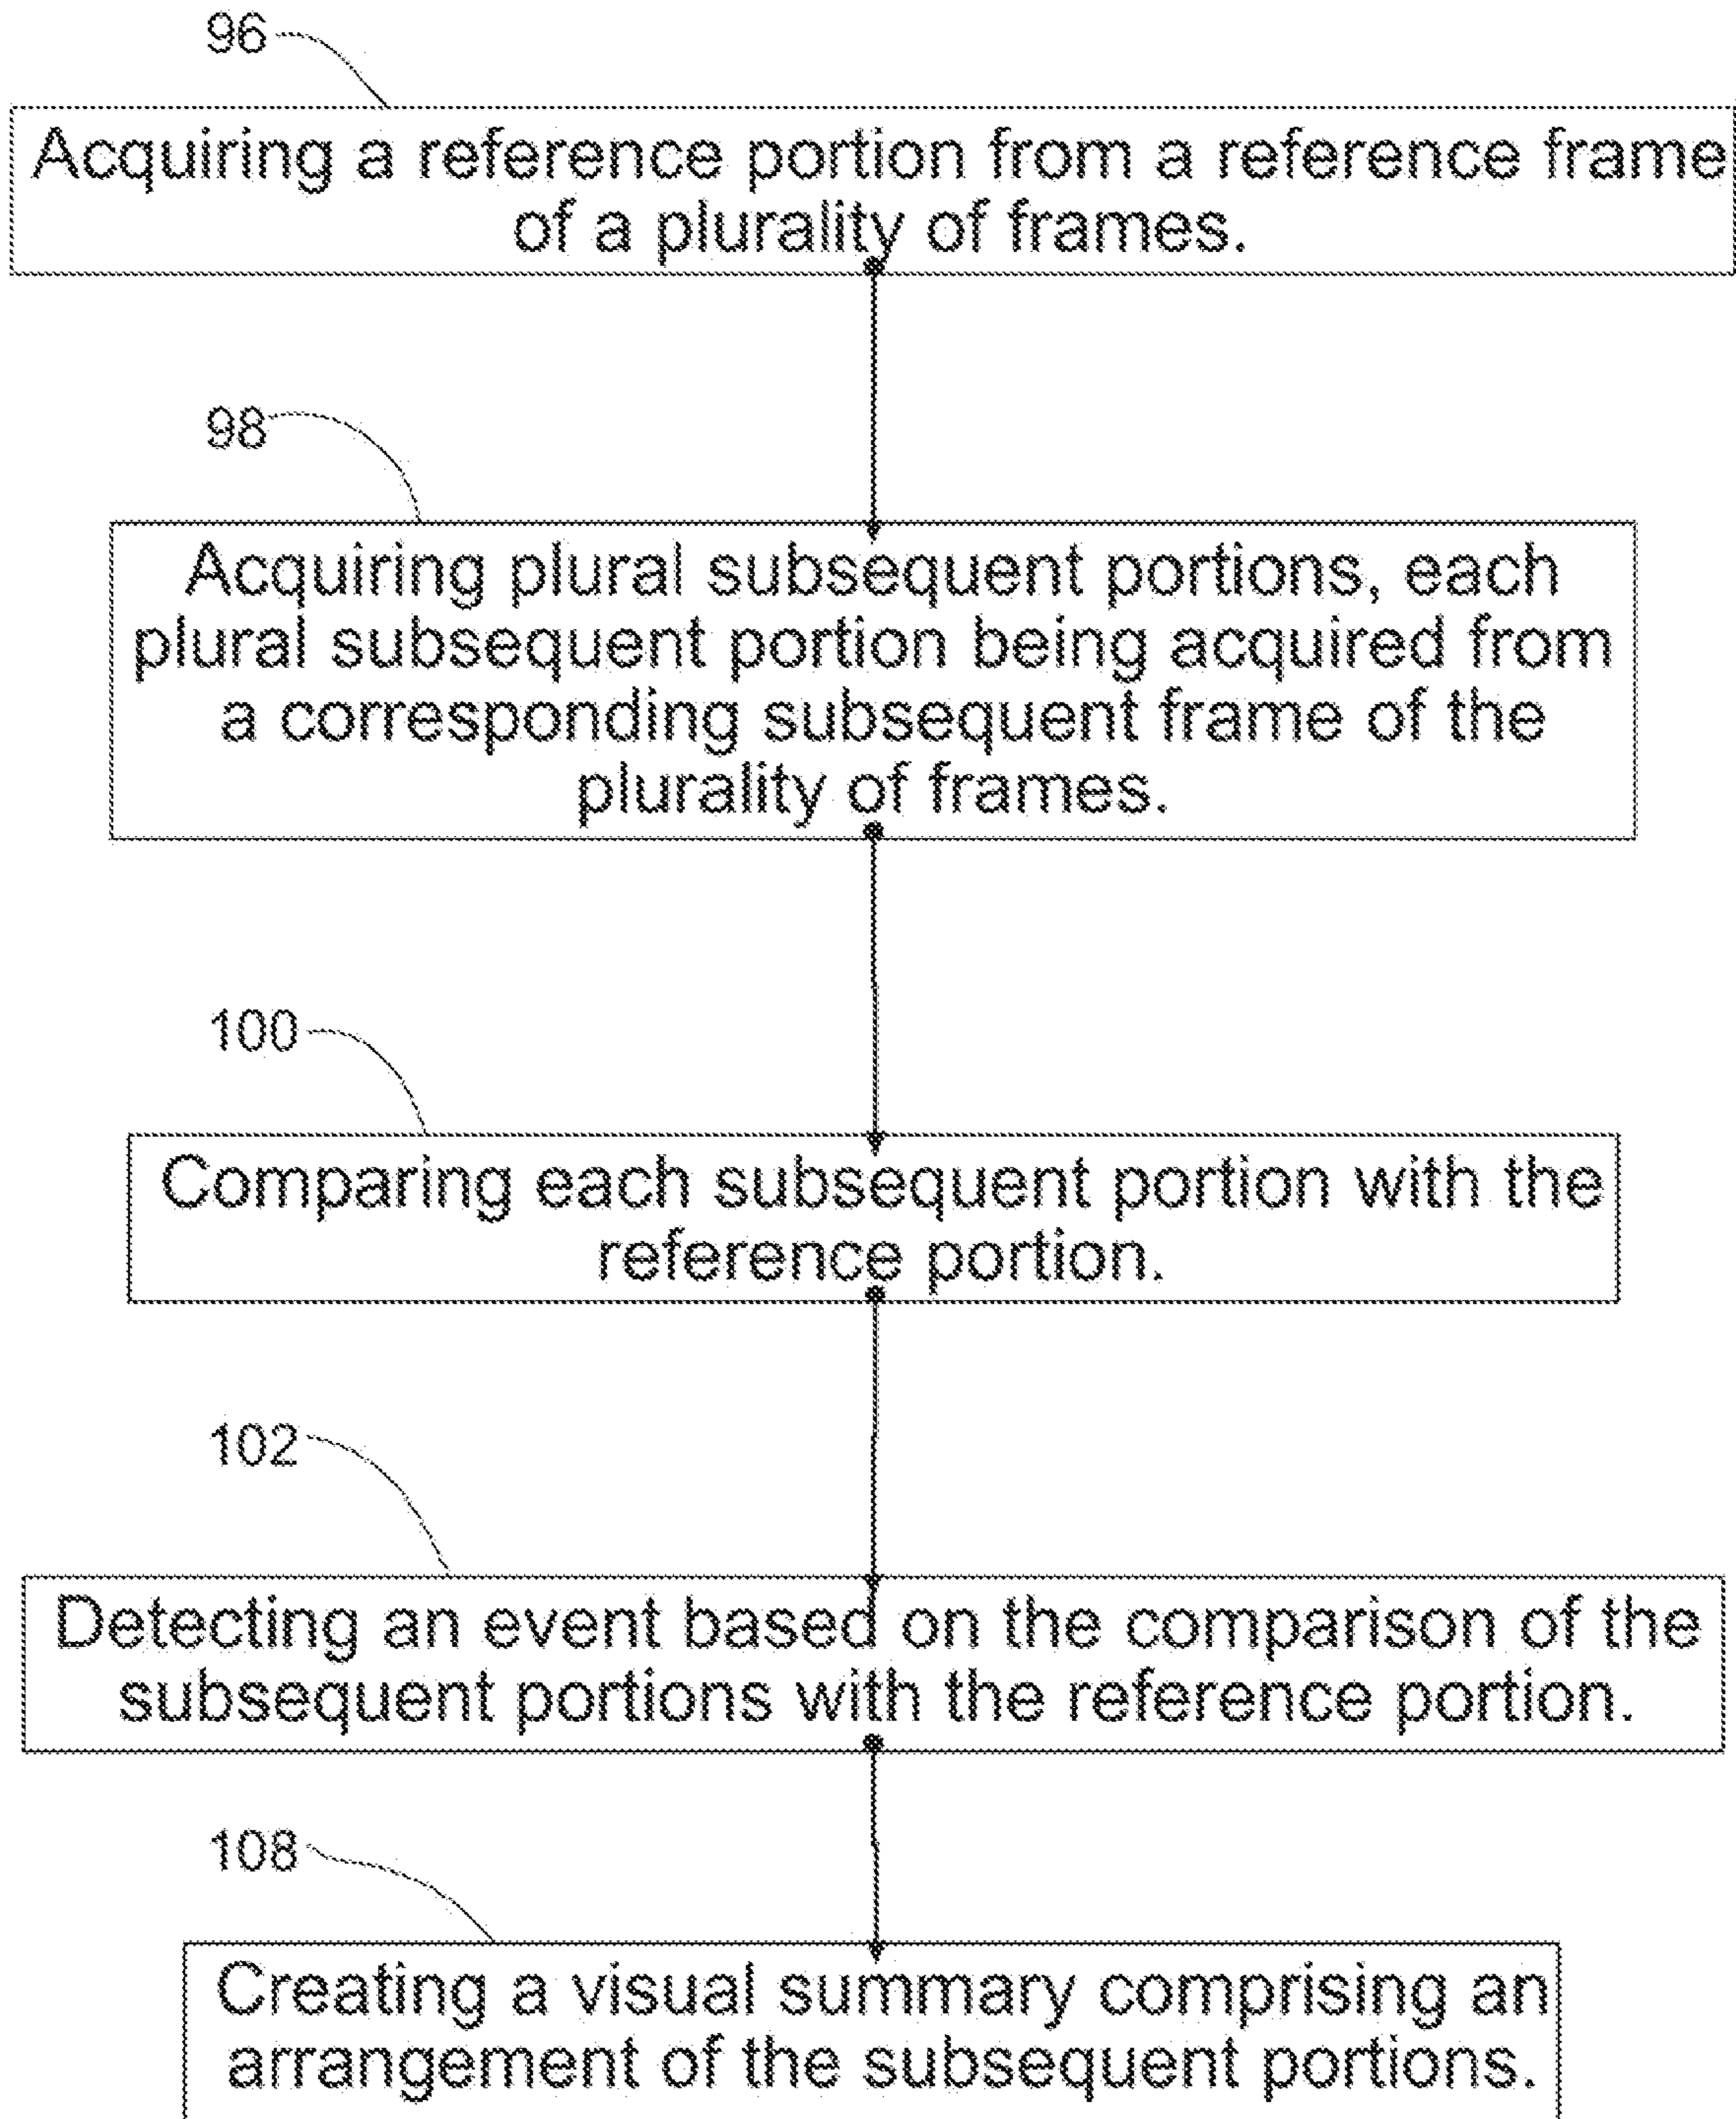 96
Acquiring a reference portion from a reference frame
of a plurality of frames.
98
Acquiring plural subsequent portions, each
plural subsequent portion being acquired from
a corresponding subsequent frame of the
plurality of frames.
100
Comparing each subsequent portion with the
reference portion.
102
Detecting an event based on the comparison of the
subsequent portions with the reference portion.
108
Creating a visual summary comprising an
arrangement of the subsequent portions.